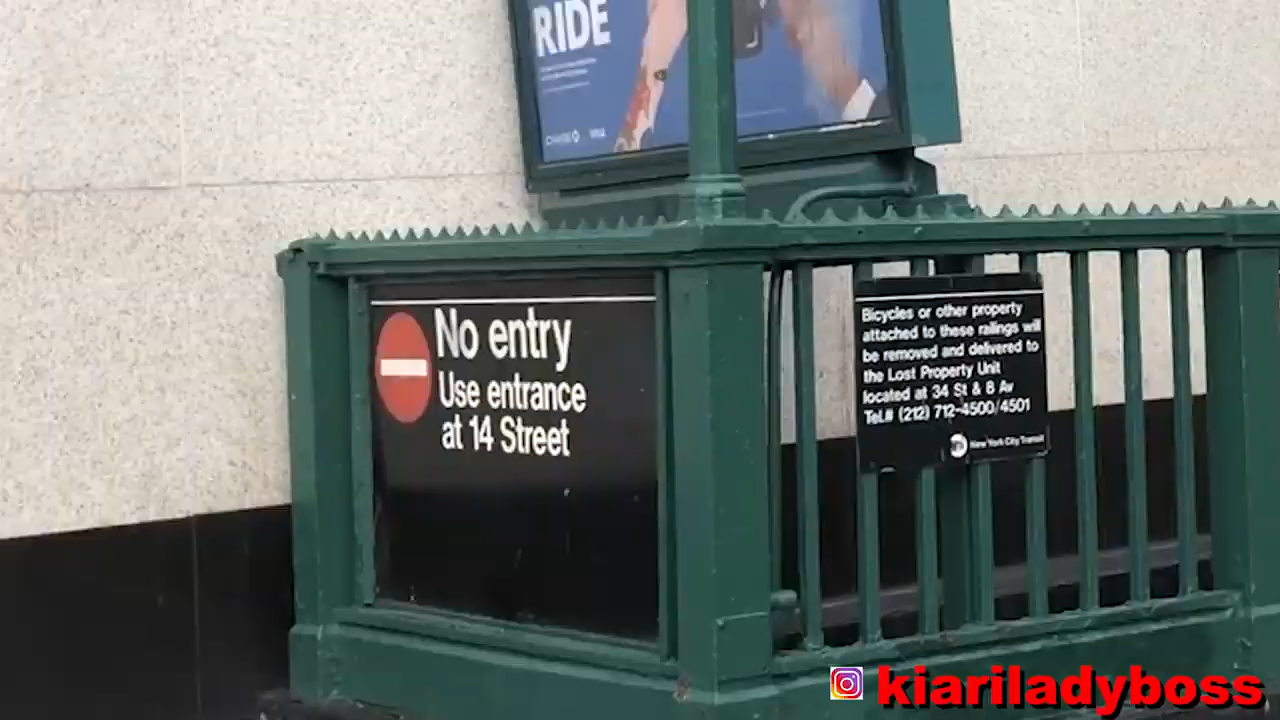 RIDE
CHASE
No entry
Use entrance
at 14 Street
Bicycles or other property
attached to these railings will
be removed and delivered to
the Lost Property Unit
located at 34 St & 8 Av
Tel.# (212) 712-4500/4501
New York City Transit
kiariladyboss